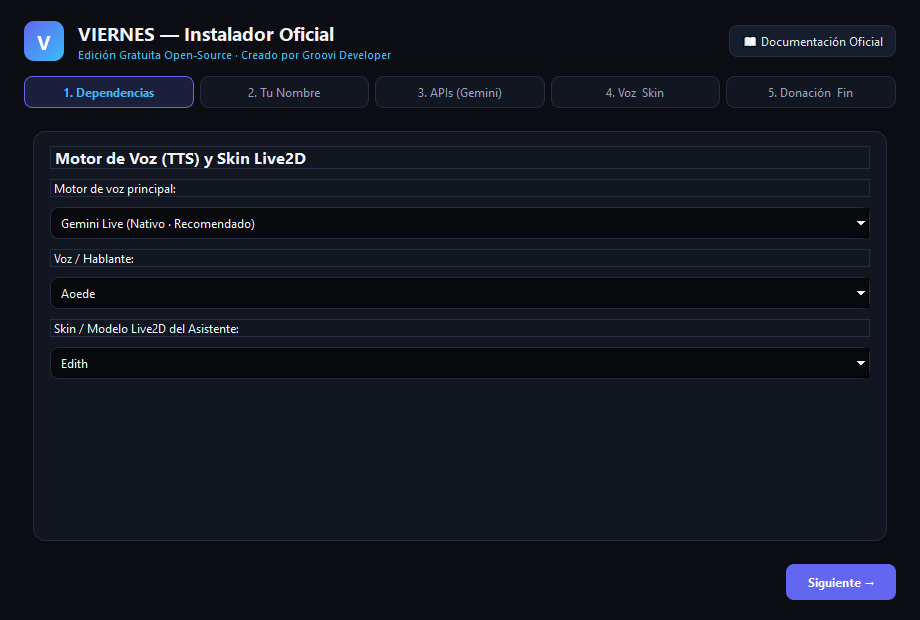 V
VIERNES — Instalador Oficial
Edición Gratuita Open-Source · Creado por Groovi Developer
📖 Documentación Oficial
1. Dependencias
2. Tu Nombre
3. APIs (Gemini)
4. Voz  Skin
5. Donación  Fin
Motor de Voz (TTS) y Skin Live2D
Motor de voz principal:
Gemini Live (Nativo · Recomendado)
Voz / Hablante:
Aoede
Skin / Modelo Live2D del Asistente:
Edith
Siguiente →